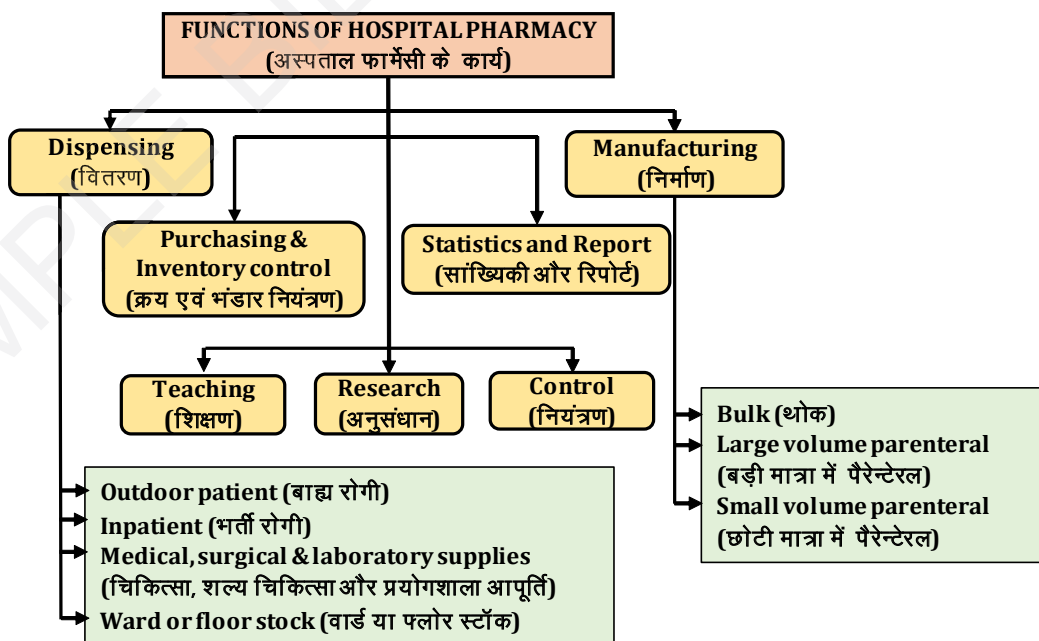 FUNCTIONS OF HOSPITAL PHARMACY
(अस्पताल फार्मेसी के कार्य)
Dispensing
(वितरण)
Manufacturing
(निर्माण)
Purchasing &
Inventory control
(क्रय एवं भंडार नियंत्रण)
Statistics and Report
(सांख्यिकी और रिपोर्ट)
Teaching
(शिक्षण)
Research
(अनुसंधान)
Control
(नियंत्रण)
Outdoor patient (बाह्य रोगी)
Inpatient (भर्ती रोगी)
Medical, surgical & laboratory supplies
(चिकित्सा, शल्य चिकित्सा और प्रयोगशाला आपूर्ति)
Ward or floor stock (वार्ड या फ्लोर स्टॉक)
Bulk (थोक)
Large volume parenteral
(बड़ी मात्रा में पैरेन्टेरल)
Small volume parenteral
(छोटी मात्रा में पैरेन्टेरल)